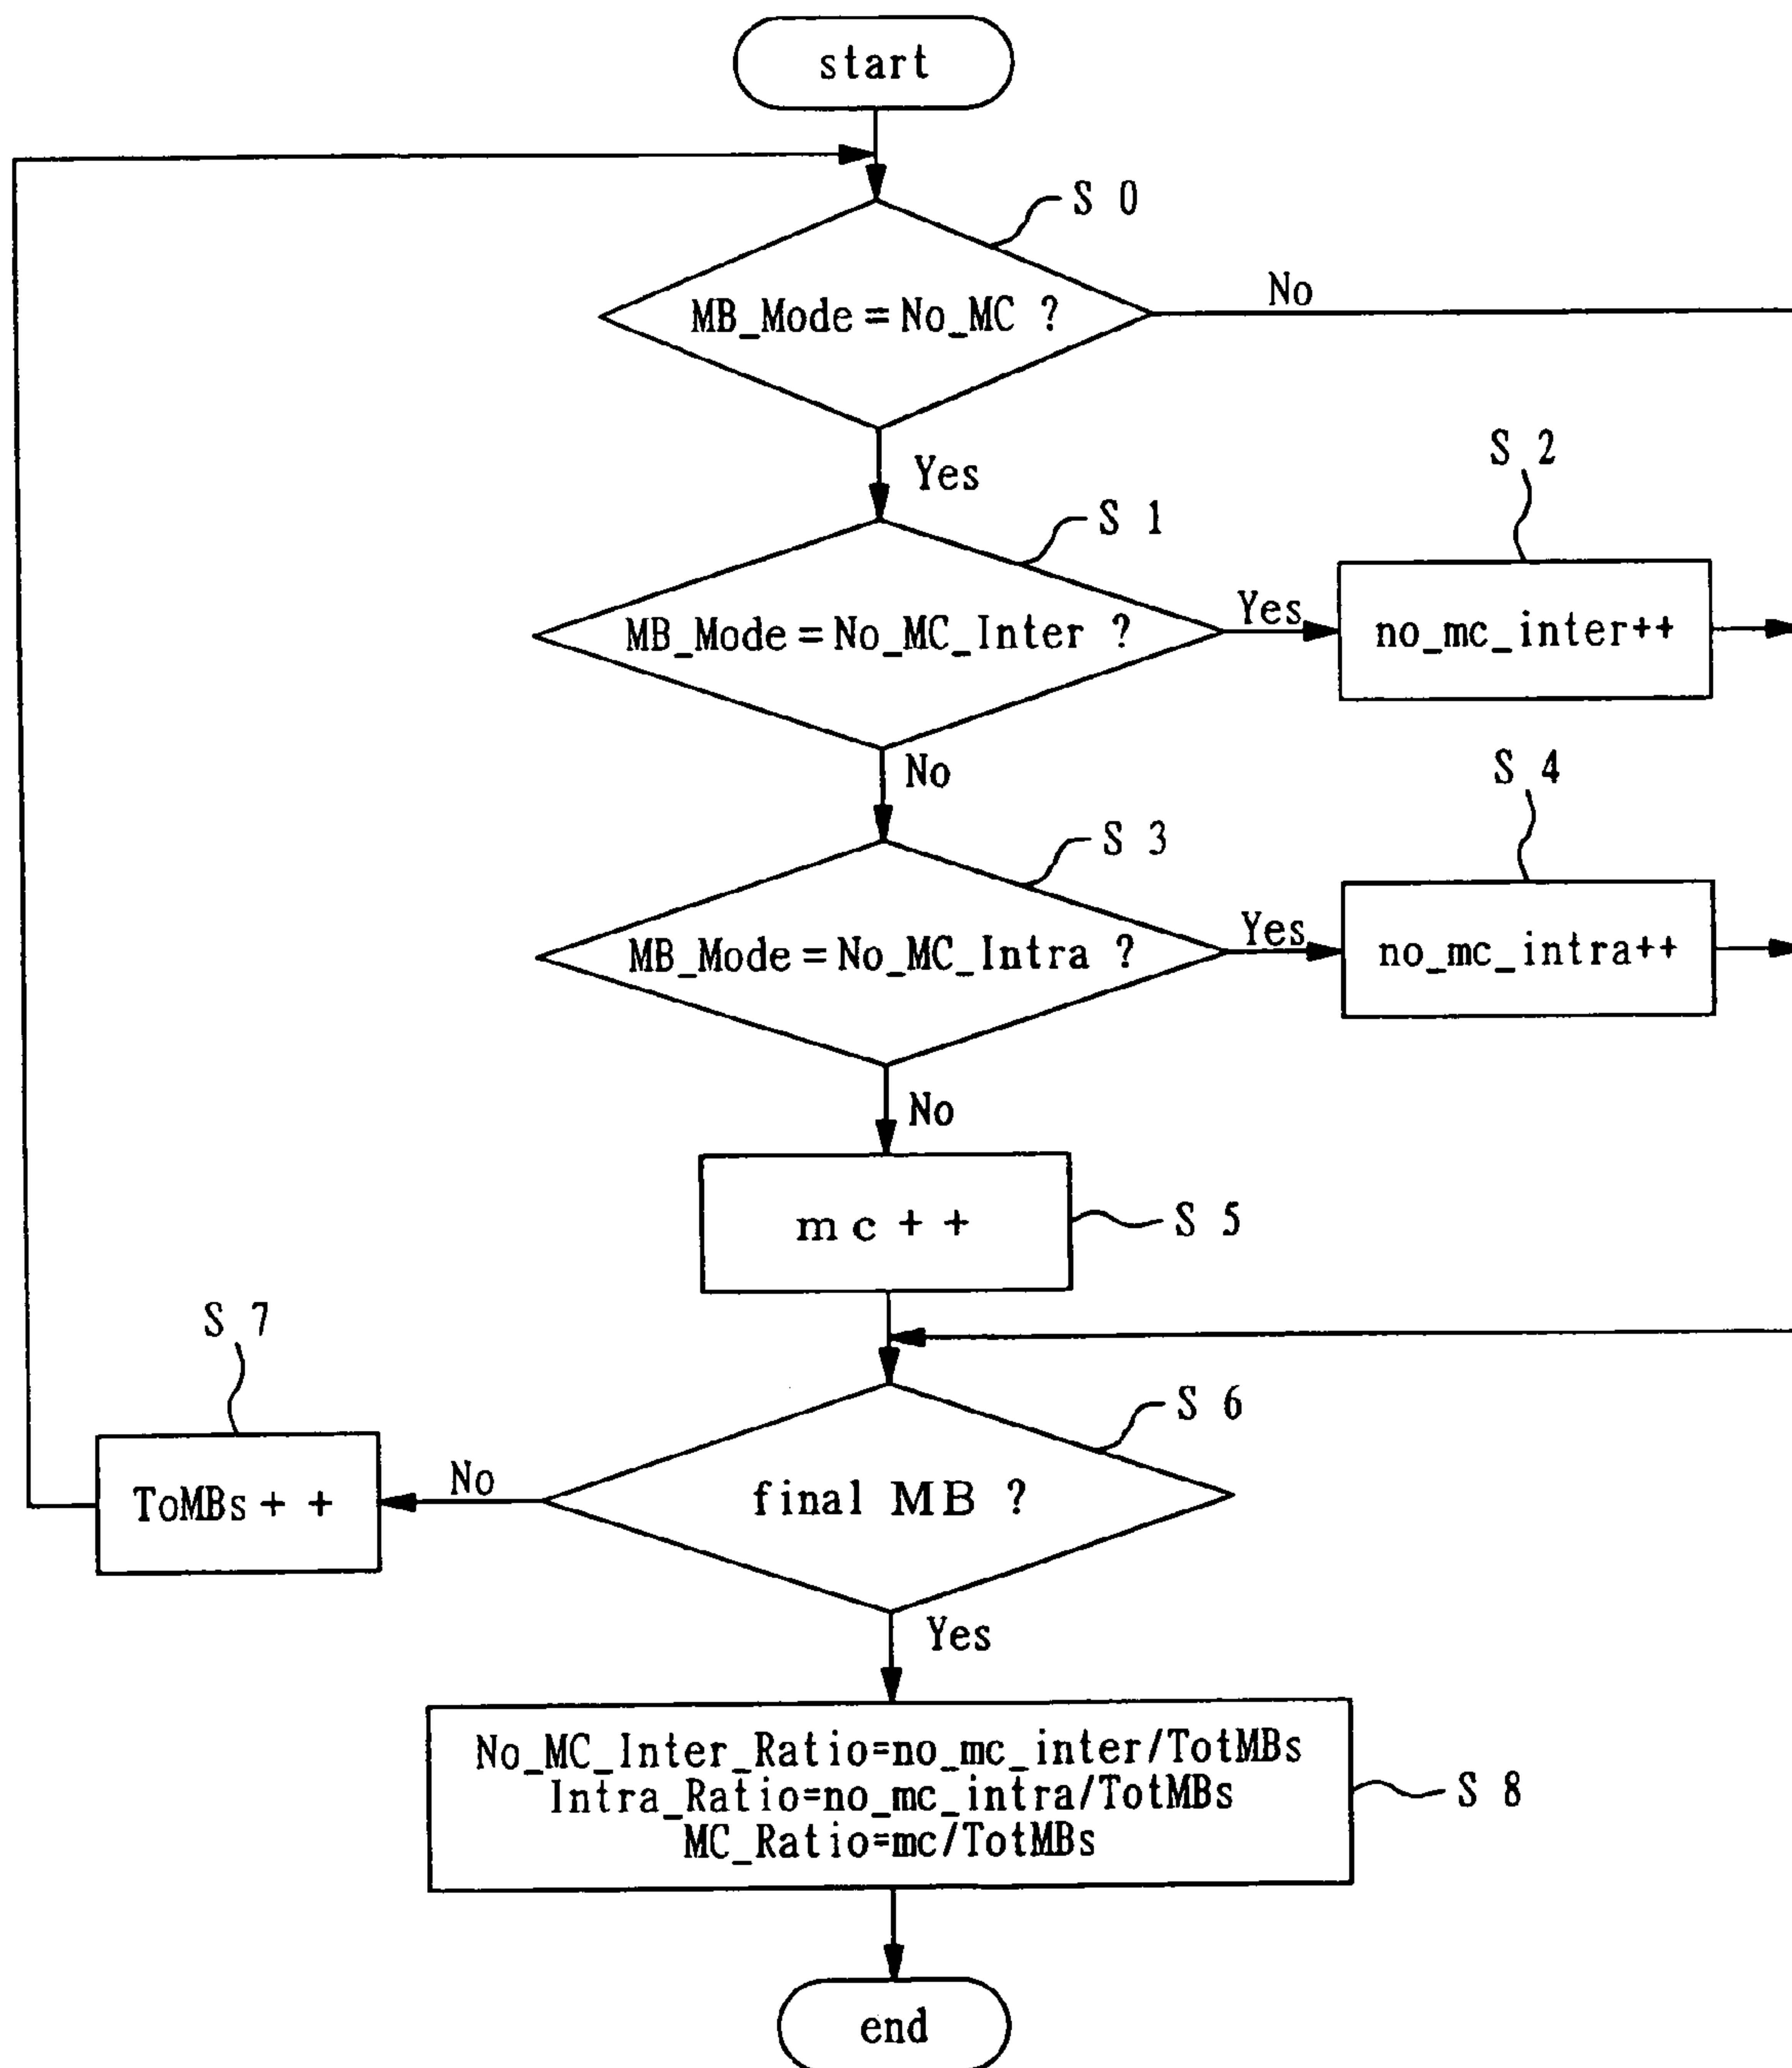 start
S 0
MB_Mode=No_MC ?
No
Yes
S 1
S 2
MB_Mode=No_MC_Inter ?
Yes
no_mc_inter++
No
S 3
S 4
MB_Mode=No_MC_Intra ?
Yes
no_mc_intra++
No
mc++
S 5
S 7
S 6
ToMBs++
No
final MB ?
Yes
No_MC_Inter_Ratio=no_mc_inter/TotMBs
Intra_Ratio=no_mc_intra/TotMBs
MC_Ratio=mc/TotMBs
S 8
end